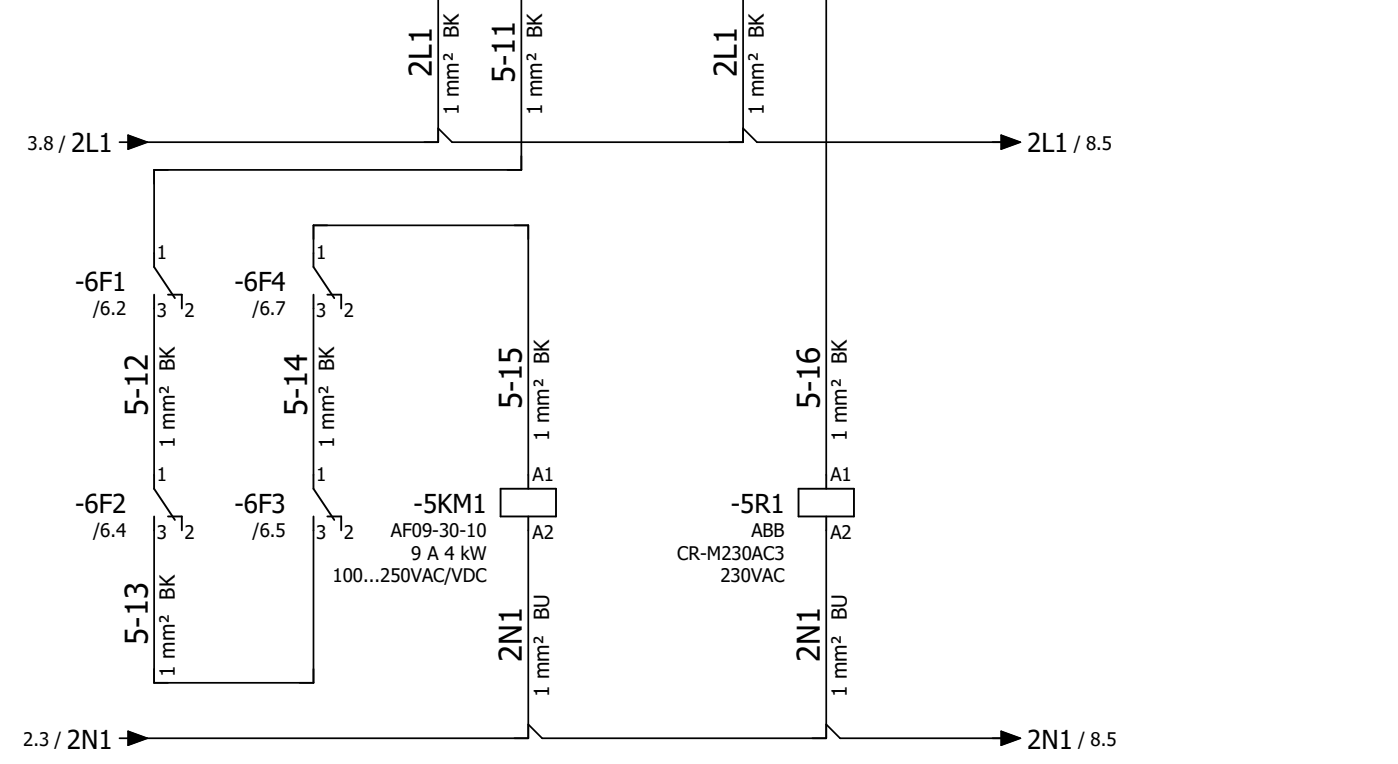 2L1
1 mm² BK
5-11
1 mm² BK
2L1
1 mm² BK
3.8 / 2L1
2L1 / 8.5
1
-6F1
/6.2
3 2
1
-6F4
/6.7
3 2
5-12
1 mm² BK
5-14
1 mm² BK
5-15
1 mm² BK
5-16
1 mm² BK
1
-6F2
/6.4
3 2
1
-6F3
/6.5
3 2
A1
-5KM1
AF09-30-10
A2
9 A 4 kW
100...250VAC/VDC
A1
-5R1
ABB
A2
CR-M230AC3
230VAC
5-13
1 mm² BK
2N1
1 mm² BU
2N1
1 mm² BU
2.3 / 2N1
2N1 / 8.5